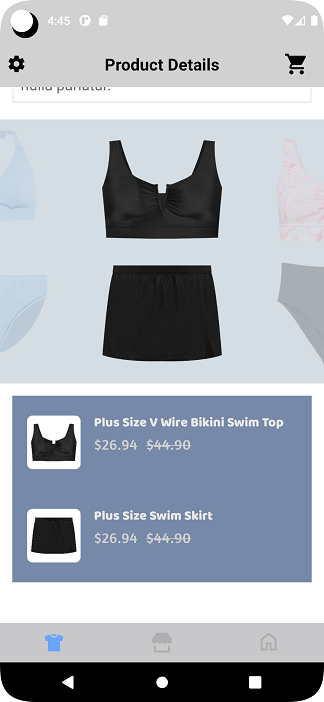 4:45
Product Details
nulla pariatur.
Plus Size V Wire Bikini Swim Top
$26.94 $44.90
Plus Size Swim Skirt
$26.94 $44.90